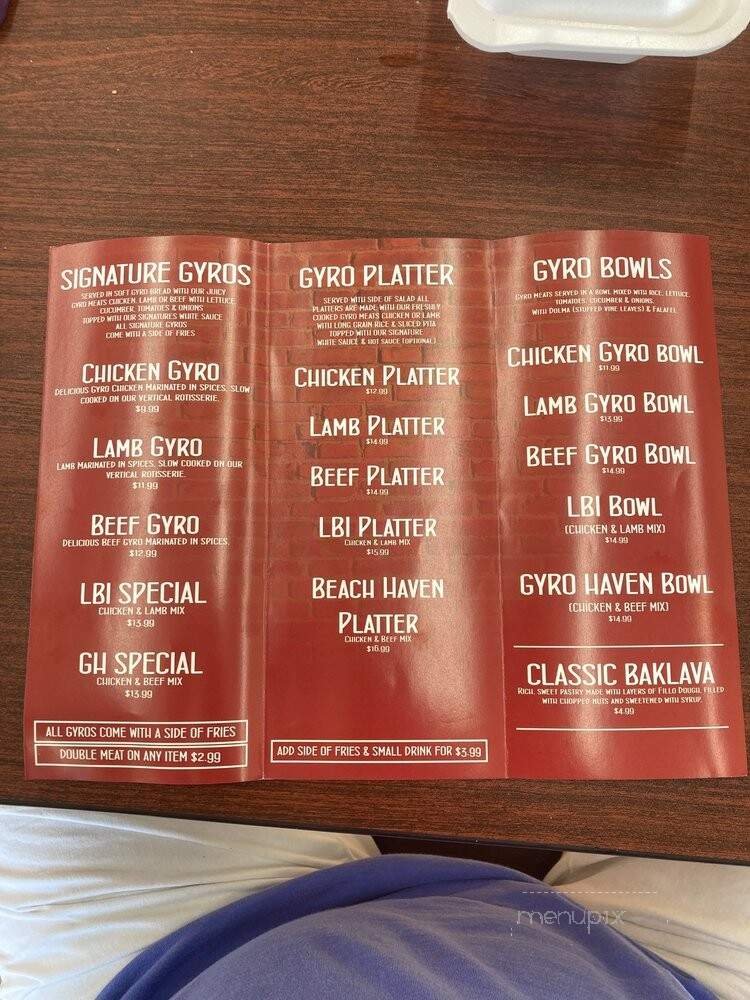 SIGNATURE GYROS
SERVED IN SOFT GYRO BREAD WITH OUR JUICY
GYRO MEATS CHICKEN, LAMB OR BEEF WITH LETTUCE
CUCUMBER, TOMATOES & ONIONS
TOPPED WITH OUR SIGNATURES WHITE SAUCE
ALL SIGNATURE GYROS
COME WITH A SIDE OF FRIES
CHICKEN GYRO
DELICIOUS GYRO CHICKEN MARINATED IN SPICES, SLOW
COOKED ON OUR VERTICAL ROTISSERIE.
$9.99
LAMB GYRO
LAMB MARINATED IN SPICES, SLOW COOKED ON OUR
VERTICAL ROTISSERIE.
$11.99
BEEF GYRO
DELICIOUS BEEF GYRO MARINATED IN SPICES,
$12.99
LBI SPECIAL
CHICKEN & LAMB MIX
$13.99
GH SPECIAL
CHICKEN & BEEF MIX
$13.99
ALL GYROS COME WITH A SIDE OF FRIES
DOUBLE MEAT ON ANY ITEM $2.99
GYRO PLATTER
SERVED WITH SIDE OF SALAD ALL
PLATTERS ARE MADE WITH OUR FRESHLY
COOKED GYRO MEATS CHICKEN OR LAMB
WITH LONG GRAIN RICE & SLICED PITA
TOPPED WITH OUR SIGNATURE
WHITE SAUCE & HOT SAUCE (OPTIONAL)
CHICKEN PLATTER
$12.99
LAMB PLATTER
$14.99
BEEF PLATTER
$14.99
LBI PLATTER
CHICKEN & LAMB MIX
$15.99
BEACH HAVEN
PLATTER
CHICKEN & BEEF MIX
$16.99
ADD SIDE OF FRIES & SMALL DRINK FOR $3.99
GYRO BOWLS
GYRO MEATS SERVED IN A BOWL MIXED WITH RICE, LETTUCE,
TOMATOES, CUCUMBER & ONIONS,
WITH DOLMA (STUFFED VINE LEAVES) & FALAFEL
CHICKEN GYRO BOWL
$11.99
LAMB GYRO BOWL
$13.99
BEEF GYRO BOWL
$14.99
LBI BOWL
(CHICKEN & LAMB MIX)
$14.99
GYRO HAVEN BOWL
(CHICKEN & BEEF MIX)
$14.99
CLASSIC BAKLAVA
RICH, SWEET PASTRY MADE WITH LAYERS OF FILLO DOUGH, FILLED
WITH CHOPPED NUTS AND SWEETENED WITH SYRUP.
$4.99
menupix